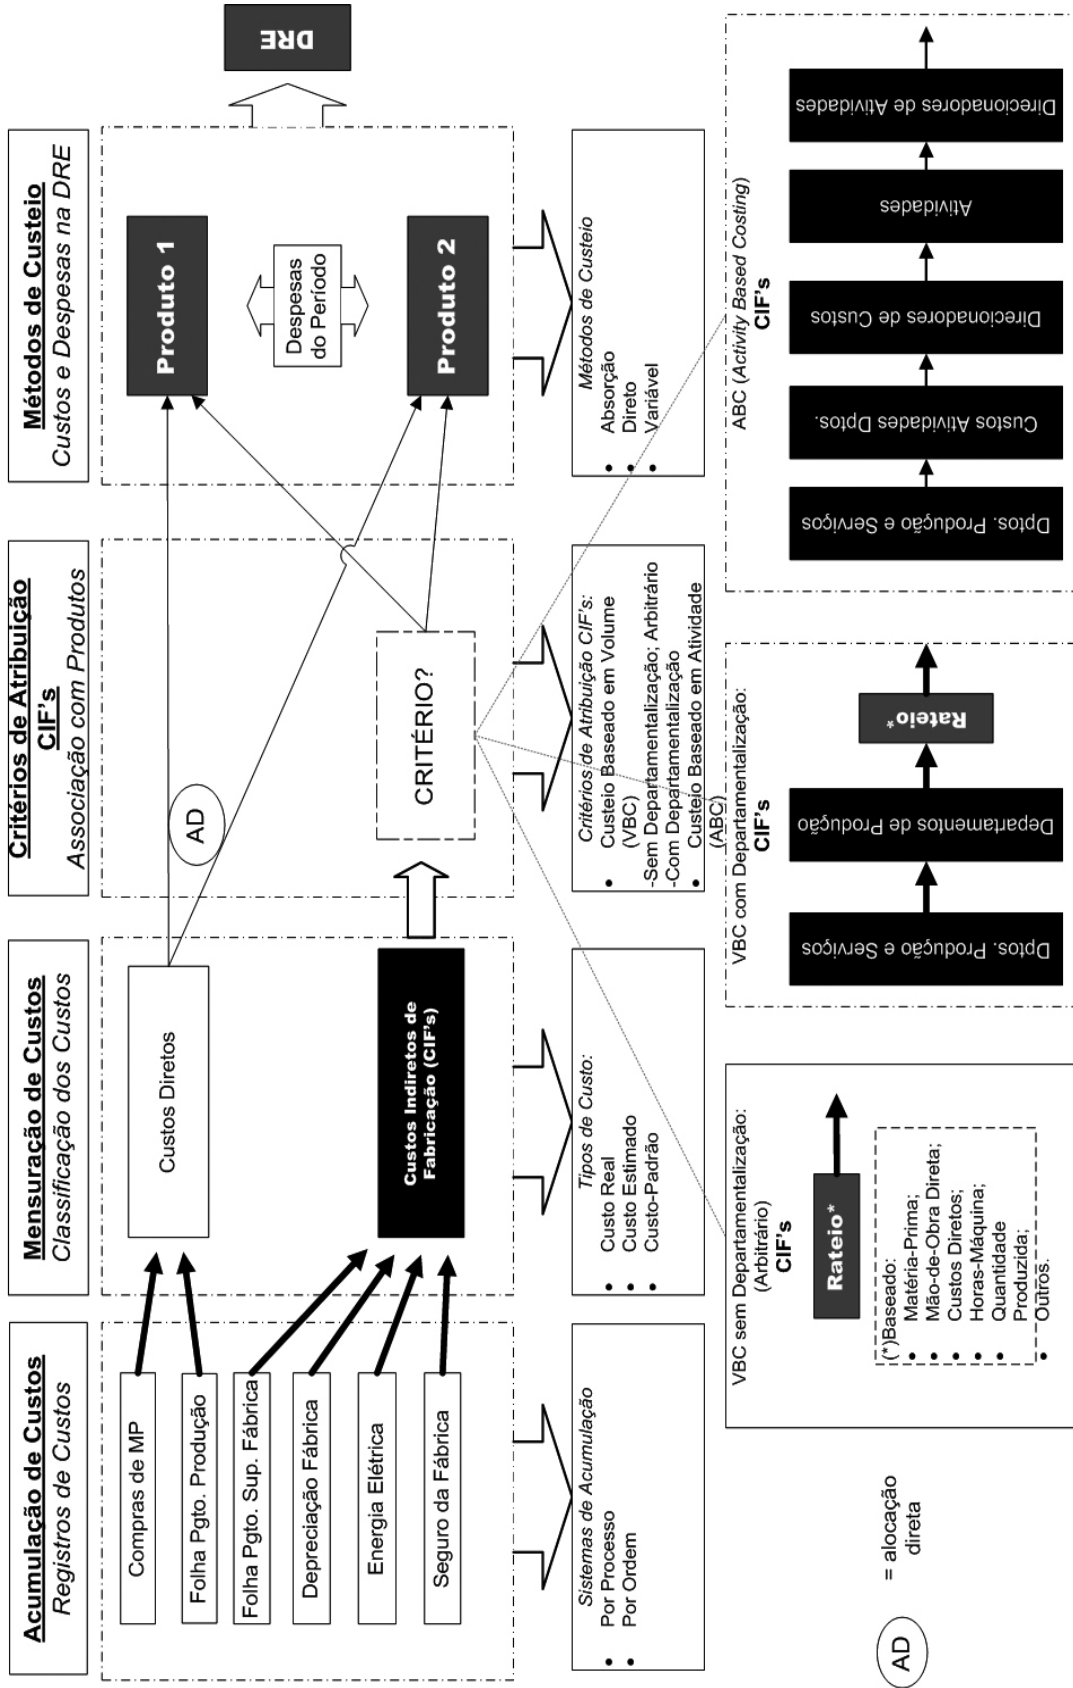 Acumulação de Custos
Registros de Custos
Mensuração de Custos
Classificação dos Custos
Critérios de Atribuição
CIF's
Associação com Produtos
Métodos de Custeio
Custos e Despesas na DRE
Compras de MP
Folha Pgto. Produção
Folha Pgto. Sup. Fábrica
Depreciação Fábrica
Energia Elétrica
Seguro da Fábrica
Custos Diretos
Custos Indiretos de
Fabricação (CIF's)
AD
CRITÉRIO?
Produto 1
Despesas
do Período
Produto 2
DRE
Sistemas de Acumulação
• Por Processo
• Por Ordem
Tipos de Custo:
• Custo Real
• Custo Estimado
• Custo-Padrão
Critérios de Atribuição CIF's:
• Custeio Baseado em Volume
(VBC)
-Sem Departamentalização; Arbitrário
-Com Departamentalização
• Custeio Baseado em Atividade
(ABC)
Métodos de Custeio
• Absorção
• Direto
• Variável
AD
= alocação
direta
VBC sem Departamentalização:
(Arbitrário)
CIF's
Rateio*
(*)Baseado:
• Matéria-Prima;
• Mão-de-Obra Direta;
• Custos Diretos;
• Horas-Máquina;
• Quantidade
Produzida;
• Outros.
VBC com Departamentalização:
CIF's
Dptos. Produção e Serviços
Departamentos de Produção
Rateio*
ABC (Activity Based Costing)
CIF's
Dptos. Produção e Serviços
Custos Atividades Dptos.
Direcionadores de Custos
Atividades
Direcionadores de Atividades